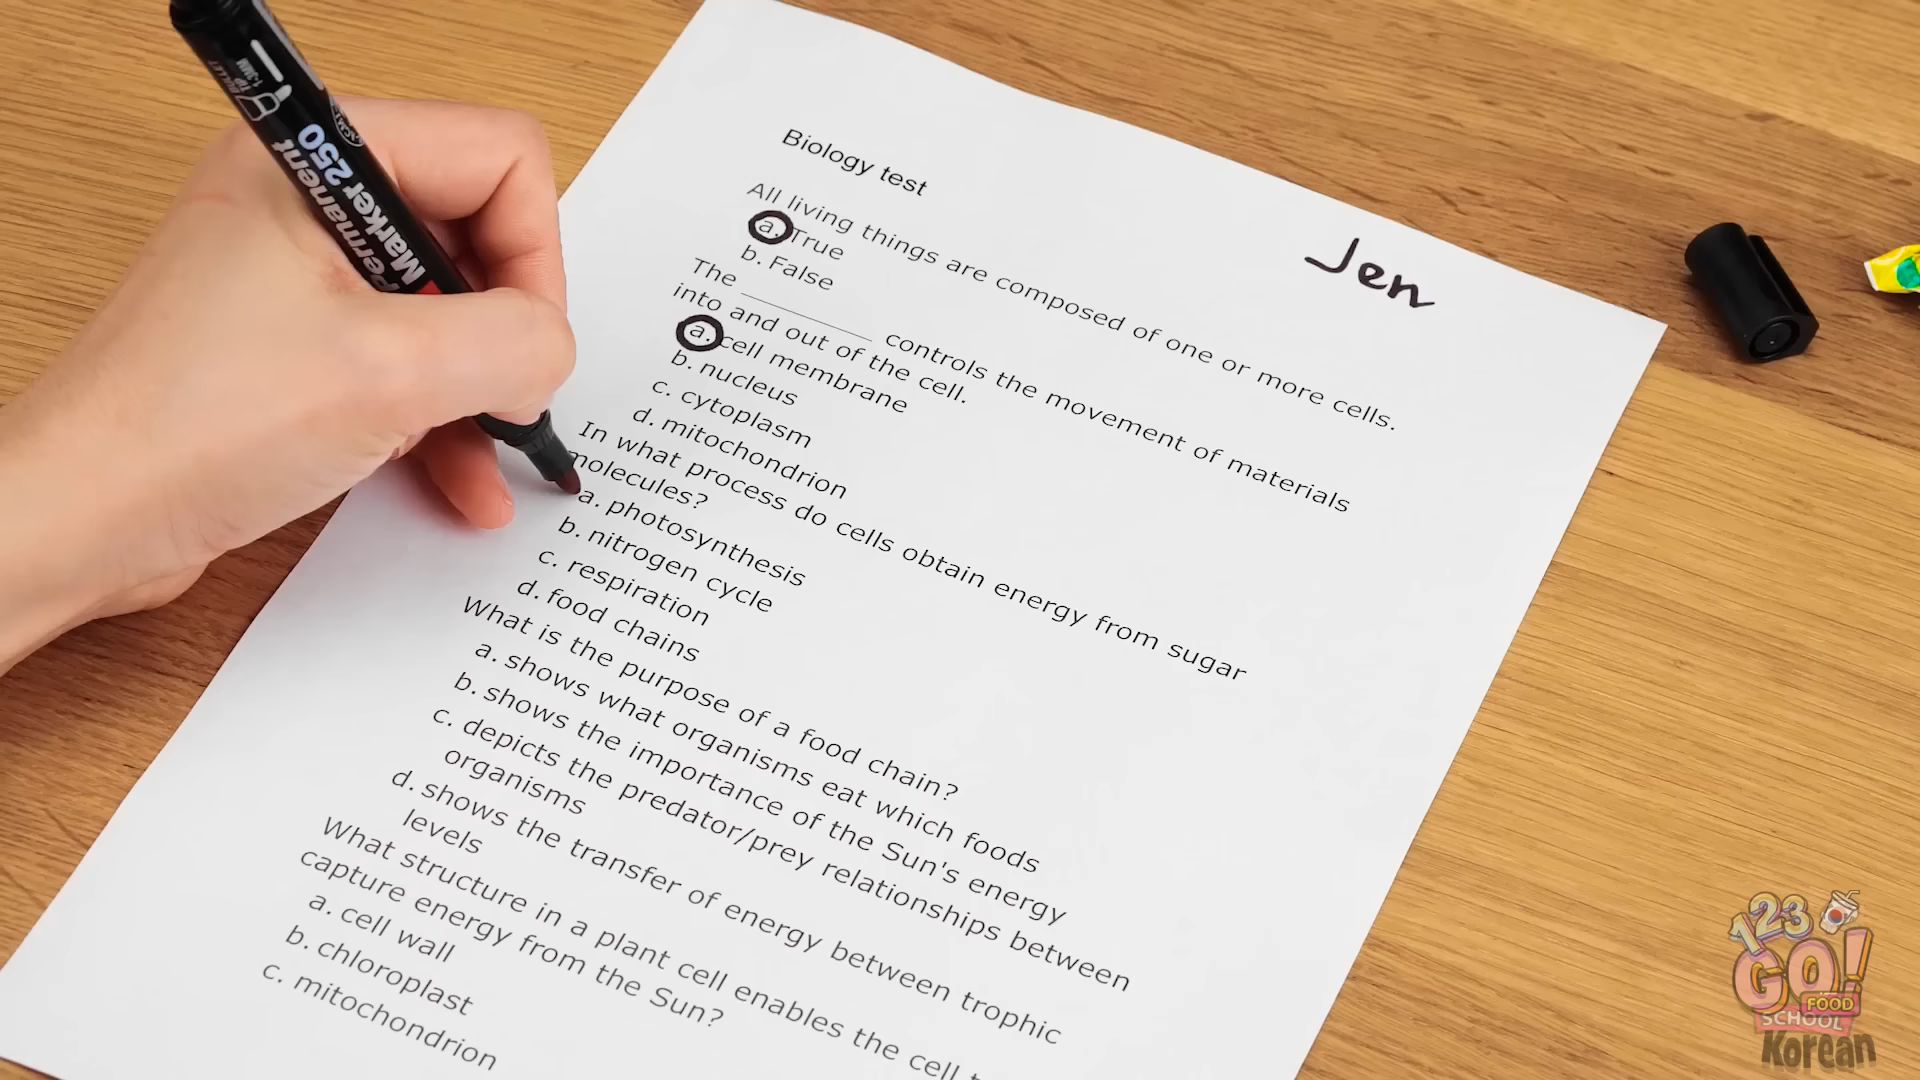 Biology test
Jen
All living things are composed of one or more cells.
a. True
b. False
The __________ controls the movement of materials
into and out of the cell.
a. cell membrane
b. nucleus
c. cytoplasm
d. mitochondrion
In what process do cells obtain energy from sugar
molecules?
a. photosynthesis
b. nitrogen cycle
c. respiration
d. food chains
What is the purpose of a food chain?
a. shows what organisms eat which foods
b. shows the importance of the Sun's energy
c. depicts the predator/prey relationships between
organisms
d. shows the transfer of energy between trophic
levels
What structure in a plant cell enables the cell
capture energy from the Sun?
a. cell wall
b. chloroplast
c. mitochondrion
Permanent
Marker 250
BULLET
TIP
1-3MM
123
GO!
FOOD
SCHOOL
Korean